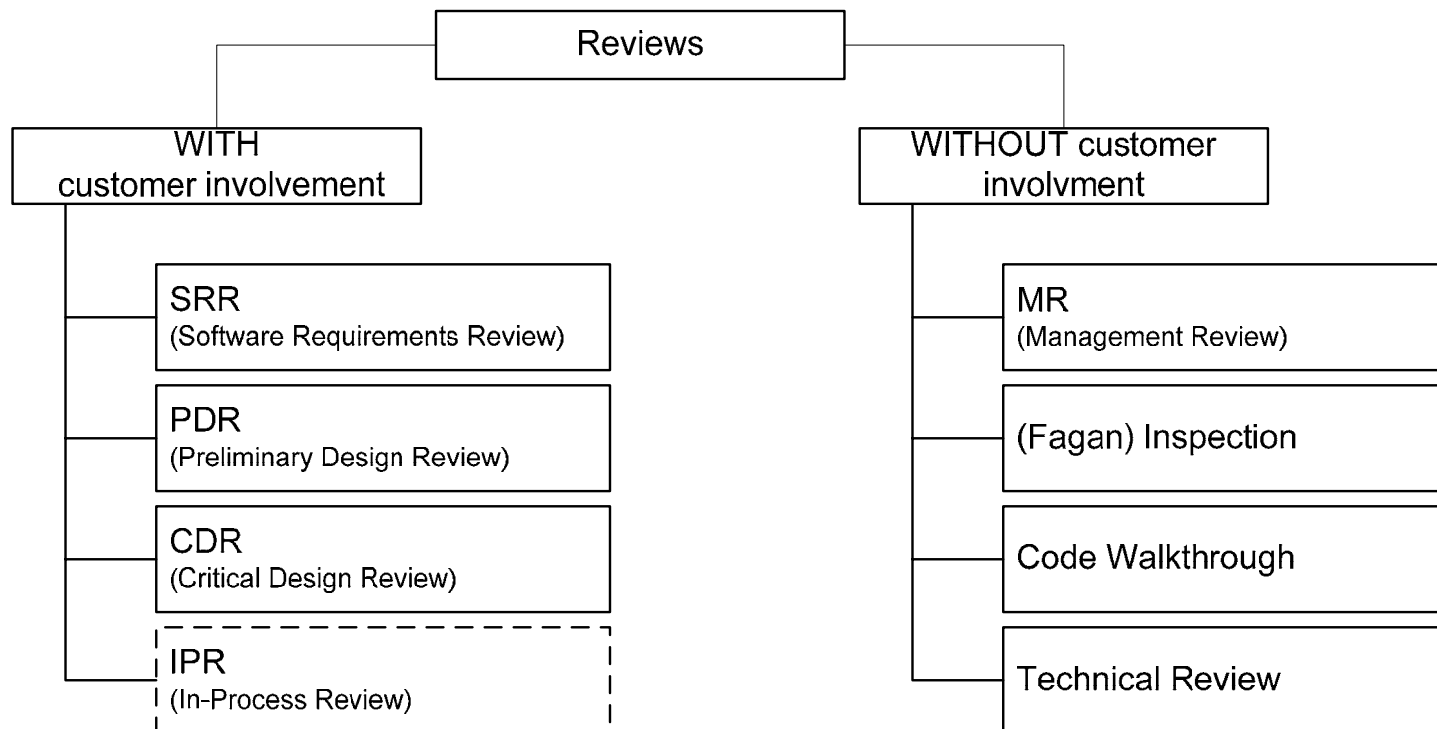 Reviews
WITH
customer involvement
WITHOUT customer
involvment
SRR
(Software Requirements Review)
PDR
(Preliminary Design Review)
CDR
(Critical Design Review)
IPR
(In-Process Review)
MR
(Management Review)
(Fagan) Inspection
Code Walkthrough
Technical Review